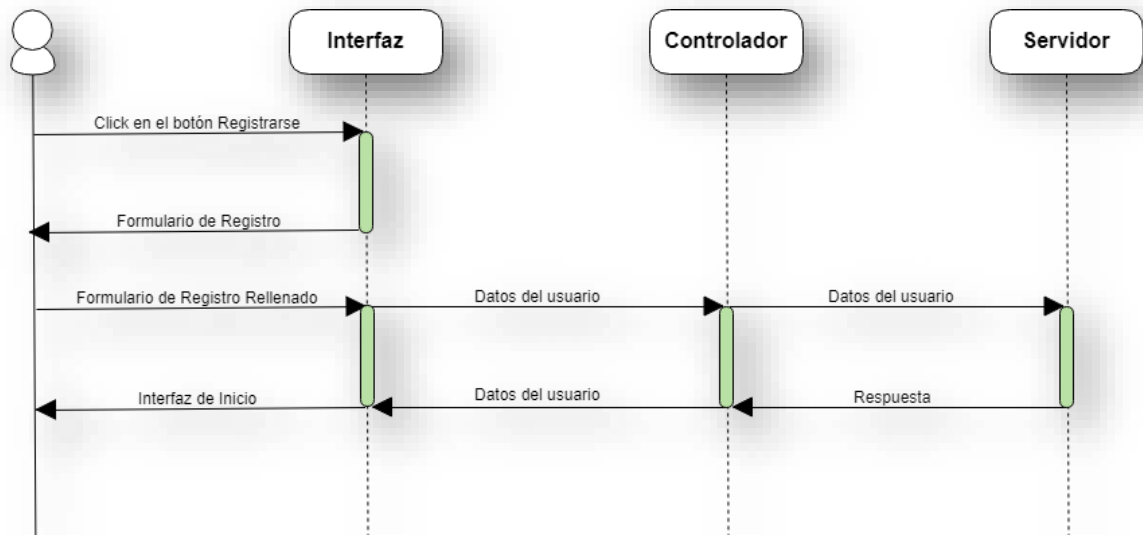 Interfaz
Controlador
Servidor
Click en el botón Registrarse
Formulario de Registro
Formulario de Registro Rellenado
Datos del usuario
Datos del usuario
Interfaz de Inicio
Datos del usuario
Respuesta